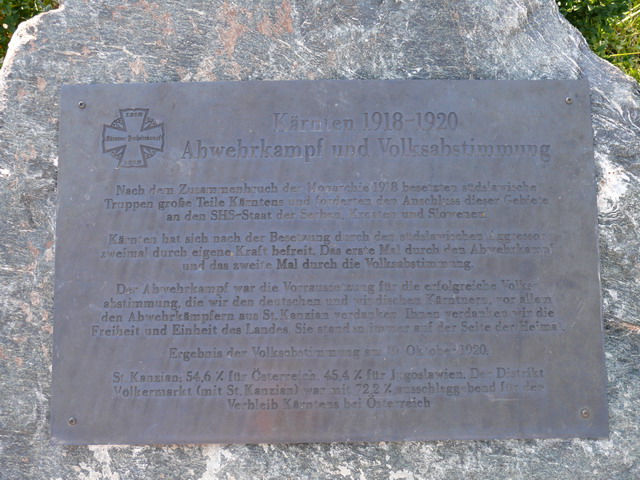 1918
Kärntner Freiheitskampf
1919
Kärnten 1918-1920
Abwehrkampf und Volksabstimmung
Nach dem Zusammenbruch der Monarchie 1918 besetzten südslawische
Truppen große Teile Kärntens und forderten den Anschluss dieser Gebiete
an den SHS-Staat der Serben, Kroaten und Slowenen.
Kärnten hat sich nach der Besetzung durch den südslawischen Aggressor
zweimal durch eigene Kraft befreit. Das erste Mal durch den Abwehrkampf
und das zweite Mal durch die Volksabstimmung.
Der Abwehrkampf war die Vorraussetzung für die erfolgreiche Volks-
abstimmung, die wir den deutschen und windischen Kärntnern, vor allem
den Abwehrkämpfern aus St. Kanzian verdanken. Ihnen verdanken wir die
Freiheit und Einheit des Landes. Sie standen immer auf der Seite der Heimat.
Ergebnis der Volksabstimmung am 10. Oktober 1920.
St. Kanzian: 54,6 % für Österreich, 45,4 % für Jugoslawien. Der Distrikt
Völkermarkt (mit St. Kanzian) war mit 72,2 % ausschlaggebend für den
Verbleib Kärntens bei Österreich